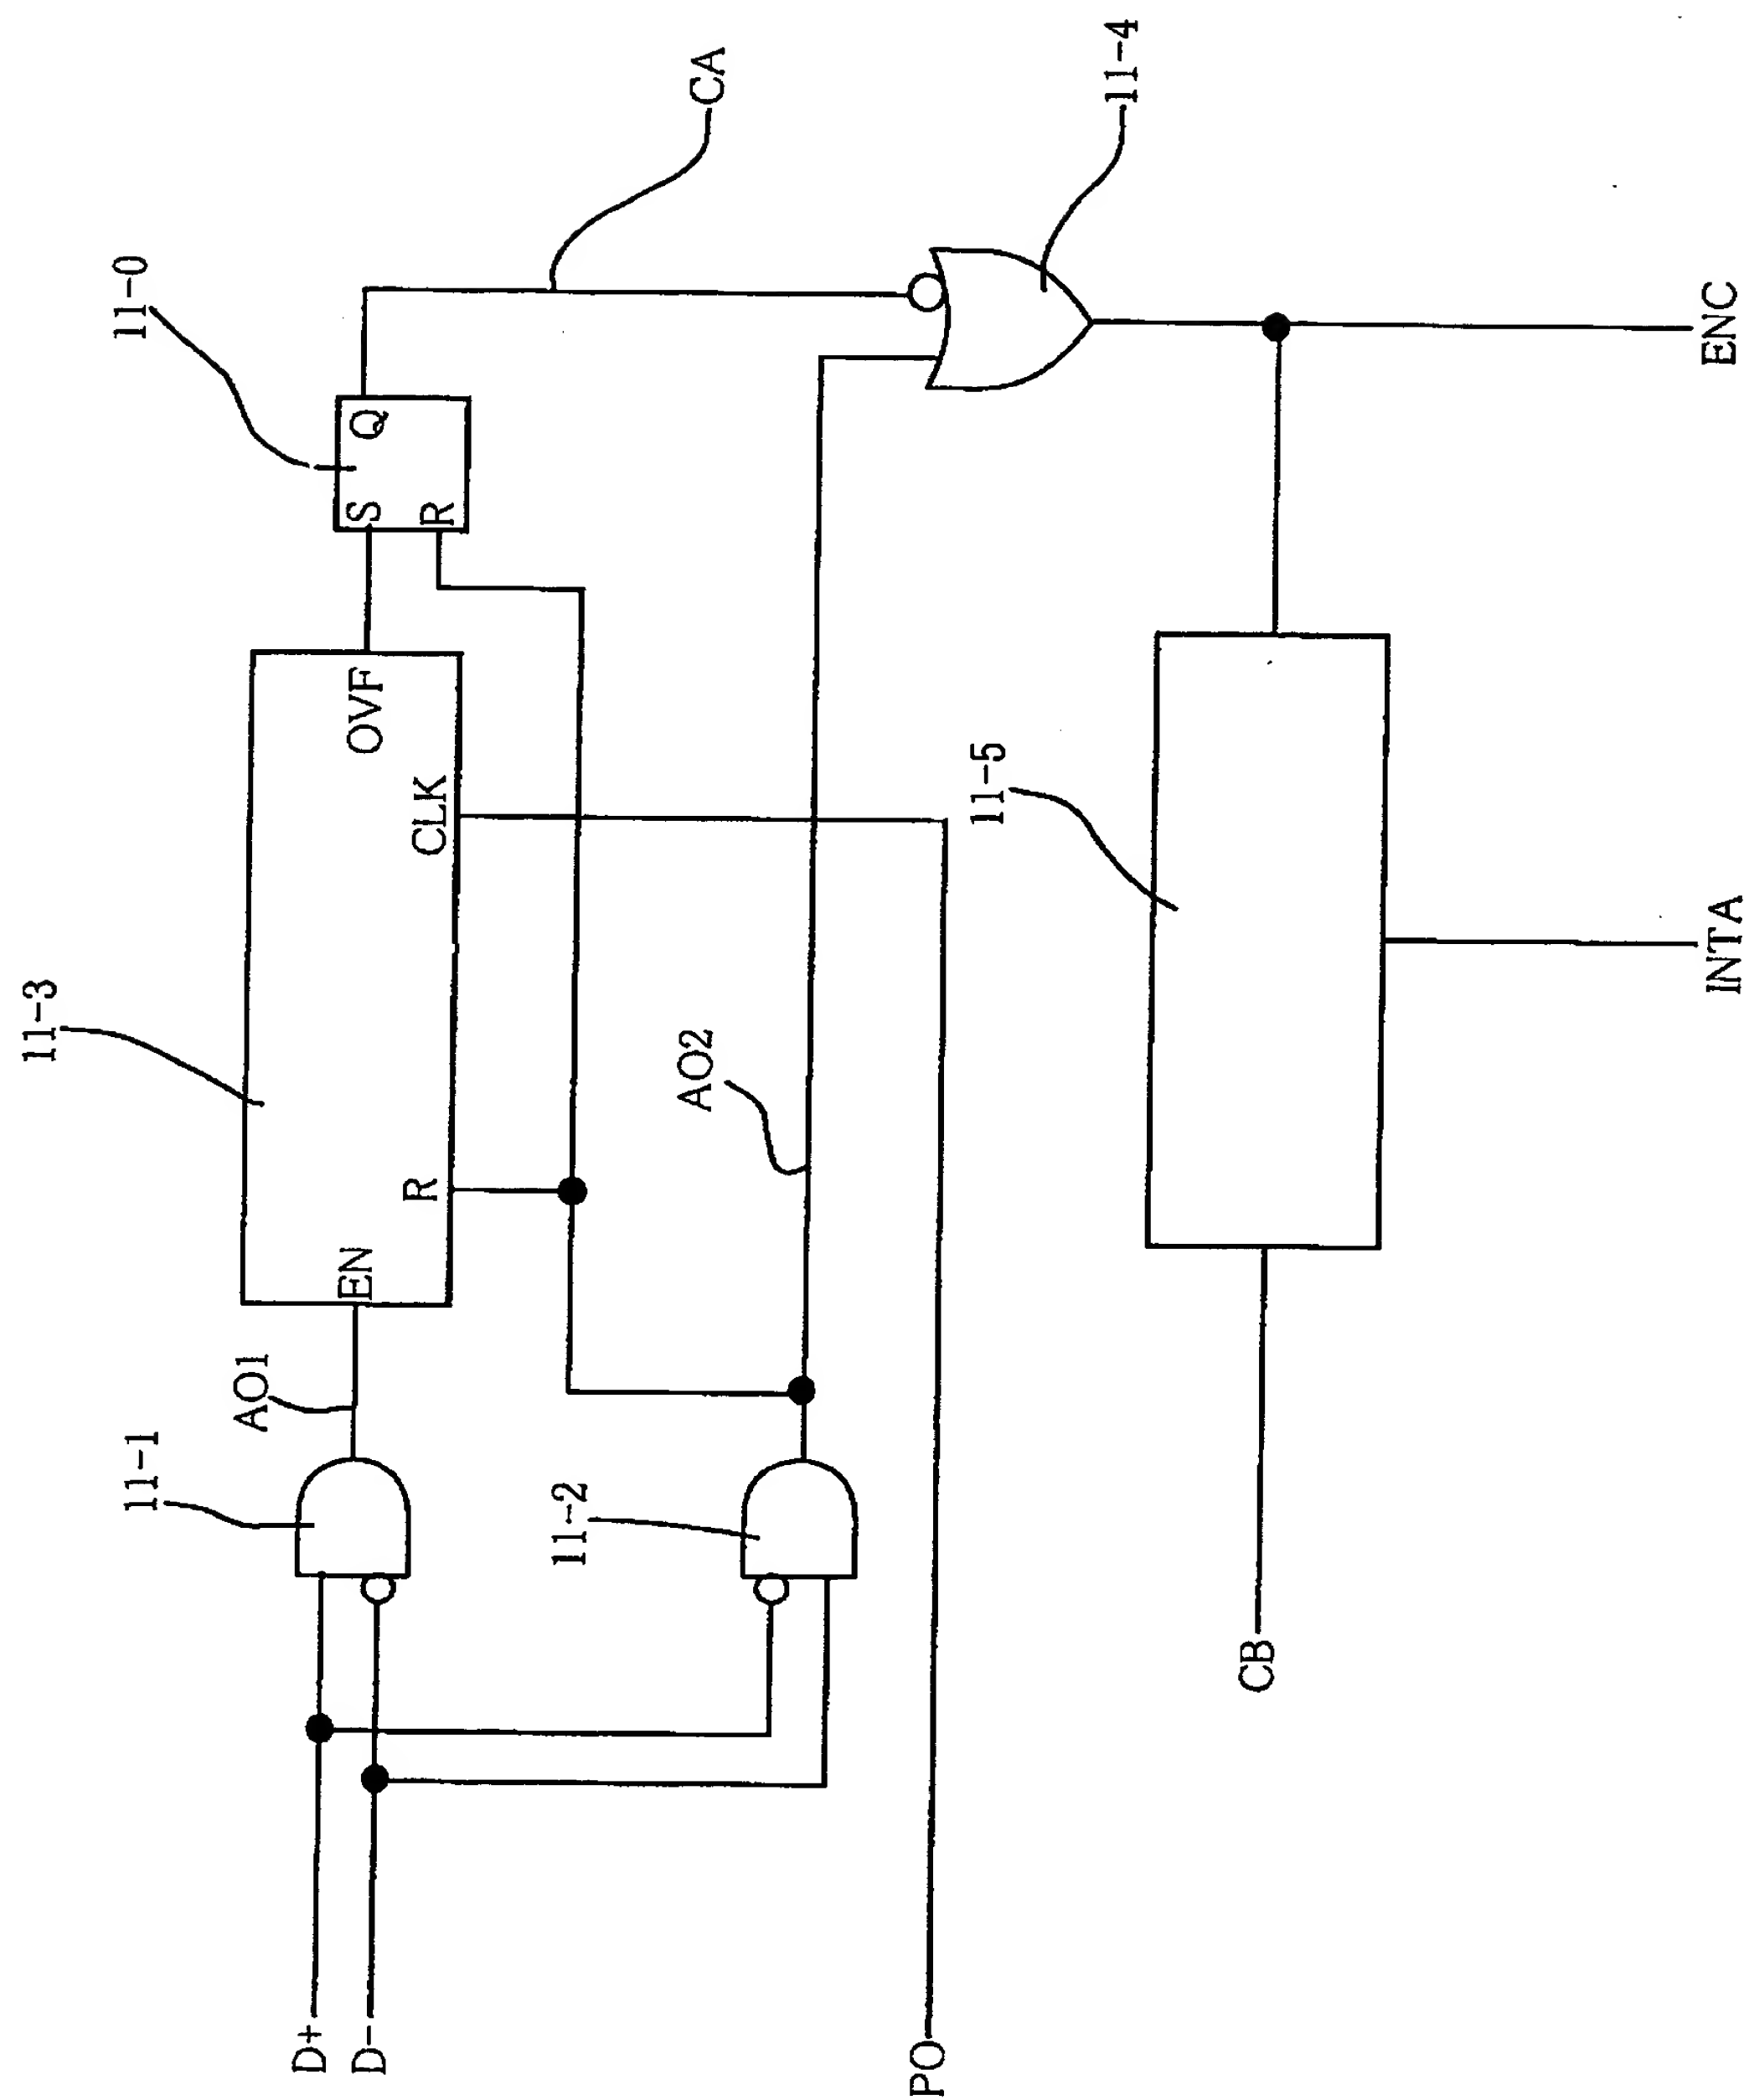 11-3
11-0
CA
11-4
EN
R
OVF
CLK
S
R
Q
AO1
11-1
11-2
AO2
D+
D-
PO
11-5
CB
INTA
ENC